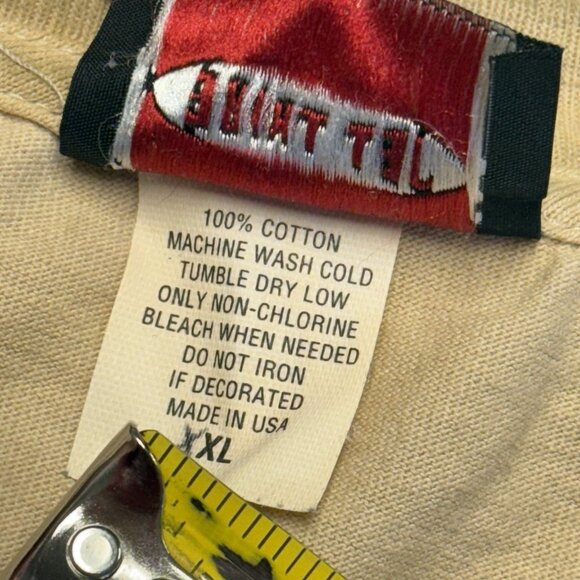 100% COTTON
MACHINE WASH COLD
TUMBLE DRY LOW
ONLY NON-CHLORINE
BLEACH WHEN NEEDED
DO NOT IRON
IF DECORATED
MADE IN USA
XL